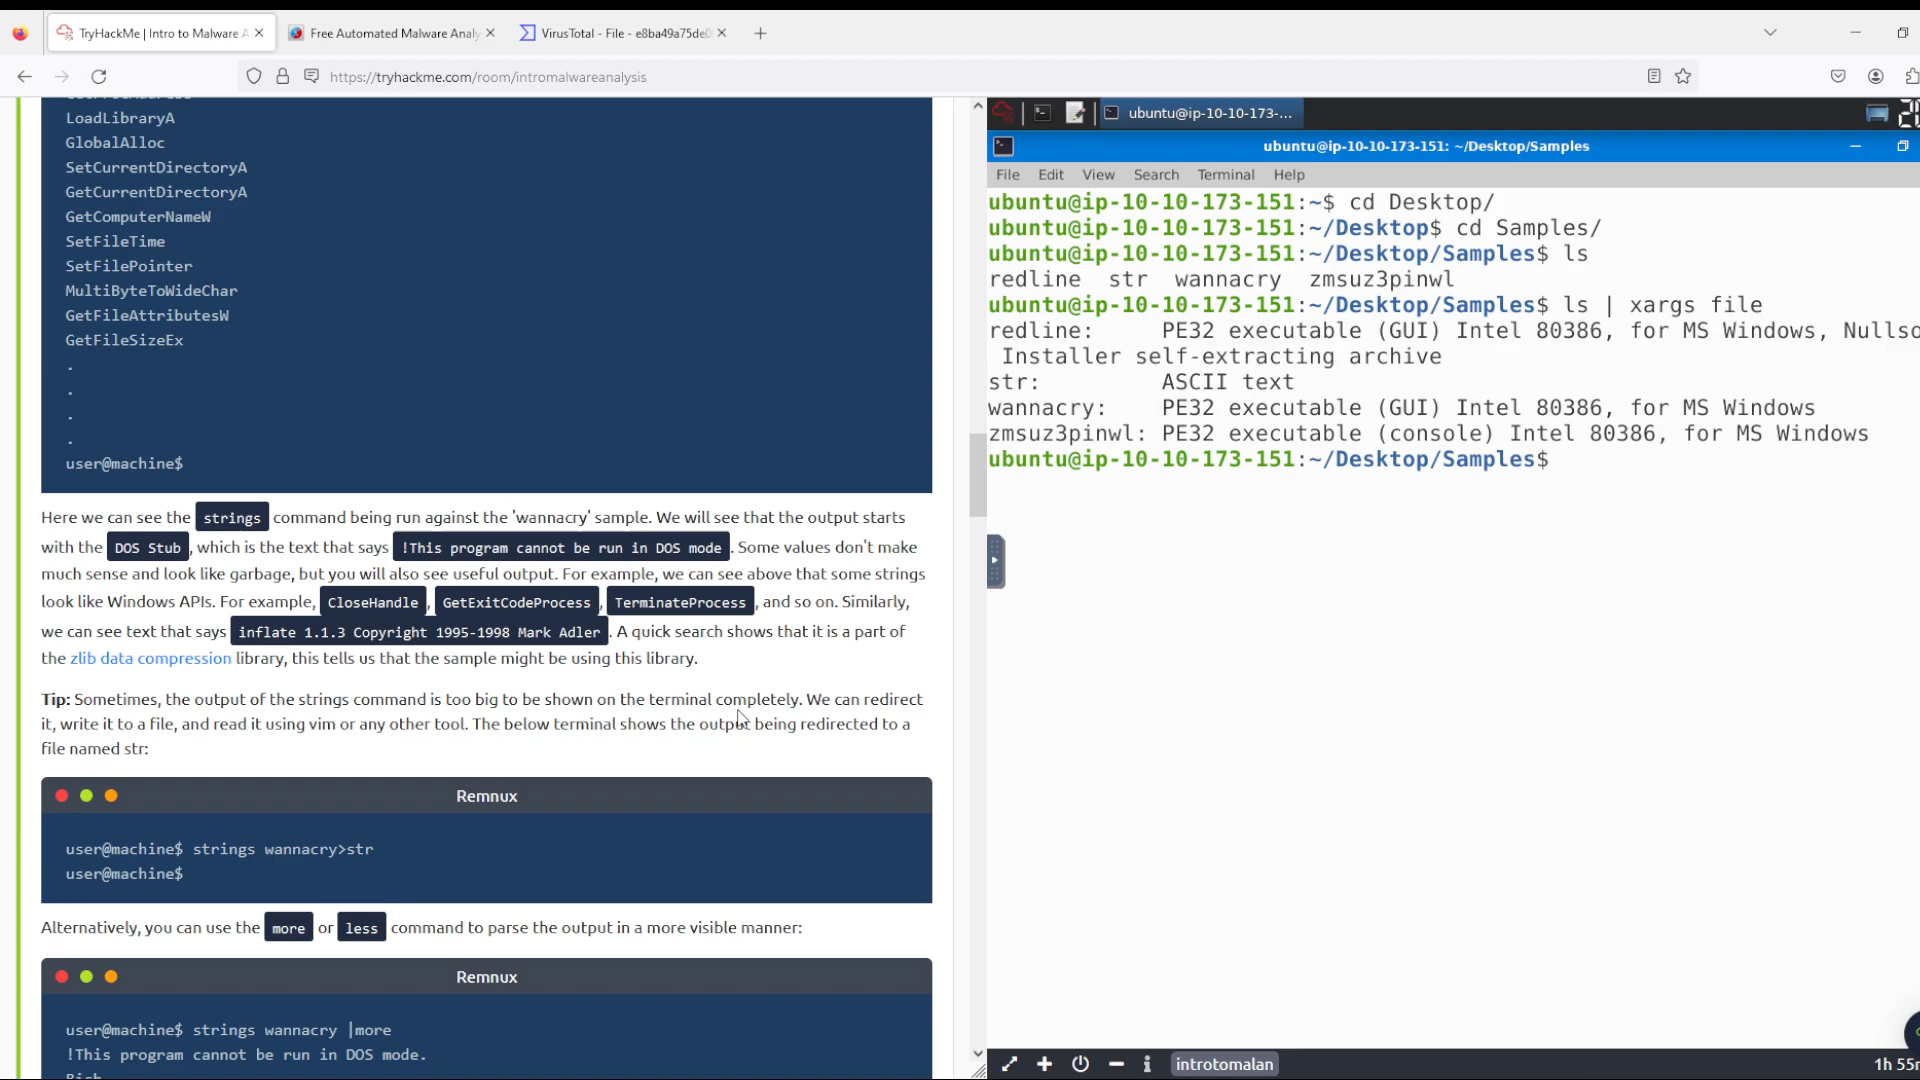 TryHackMe | Intro to Malware A
Free Automated Malware Analy
VirusTotal - File - e8ba49a75de0
https://tryhackme.com/room/intromalwareanalysis
LoadLibraryA
GlobalAlloc
SetCurrentDirectoryA
GetCurrentDirectoryA
GetComputerNameW
SetFileTime
SetFilePointer
MultiByteToWideChar
GetFileAttributesW
GetFileSizeEx
.
.
.
.
user@machine$
Here we can see the strings command being run against the 'wannacry' sample. We will see that the output starts
with the DOS Stub, which is the text that says !This program cannot be run in DOS mode. Some values don't make
much sense and look like garbage, but you will also see useful output. For example, we can see above that some strings
look like Windows APIs. For example, CloseHandle, GetExitCodeProcess, TerminateProcess, and so on. Similarly,
we can see text that says inflate 1.1.3 Copyright 1995-1998 Mark Adler. A quick search shows that it is a part of
the zlib data compression library, this tells us that the sample might be using this library.
Tip: Sometimes, the output of the strings command is too big to be shown on the terminal completely. We can redirect
it, write it to a file, and read it using vim or any other tool. The below terminal shows the output being redirected to a
file named str:
Remnux
user@machine$ strings wannacry>str
user@machine$
Alternatively, you can use the more or less command to parse the output in a more visible manner:
Remnux
user@machine$ strings wannacry |more
!This program cannot be run in DOS mode.
Rich
ubuntu@ip-10-10-173-...
ubuntu@ip-10-10-173-151: ~/Desktop/Samples
File Edit View Search Terminal Help
ubuntu@ip-10-10-173-151:~$ cd Desktop/
ubuntu@ip-10-10-173-151:~/Desktop$ cd Samples/
ubuntu@ip-10-10-173-151:~/Desktop/Samples$ ls
redline str wannacry zmsuz3pinwl
ubuntu@ip-10-10-173-151:~/Desktop/Samples$ ls | xargs file
redline: PE32 executable (GUI) Intel 80386, for MS Windows, Nullso
Installer self-extracting archive
str: ASCII text
wannacry: PE32 executable (GUI) Intel 80386, for MS Windows
zmsuz3pinwl: PE32 executable (console) Intel 80386, for MS Windows
ubuntu@ip-10-10-173-151:~/Desktop/Samples$
introtomalan
1h 55m